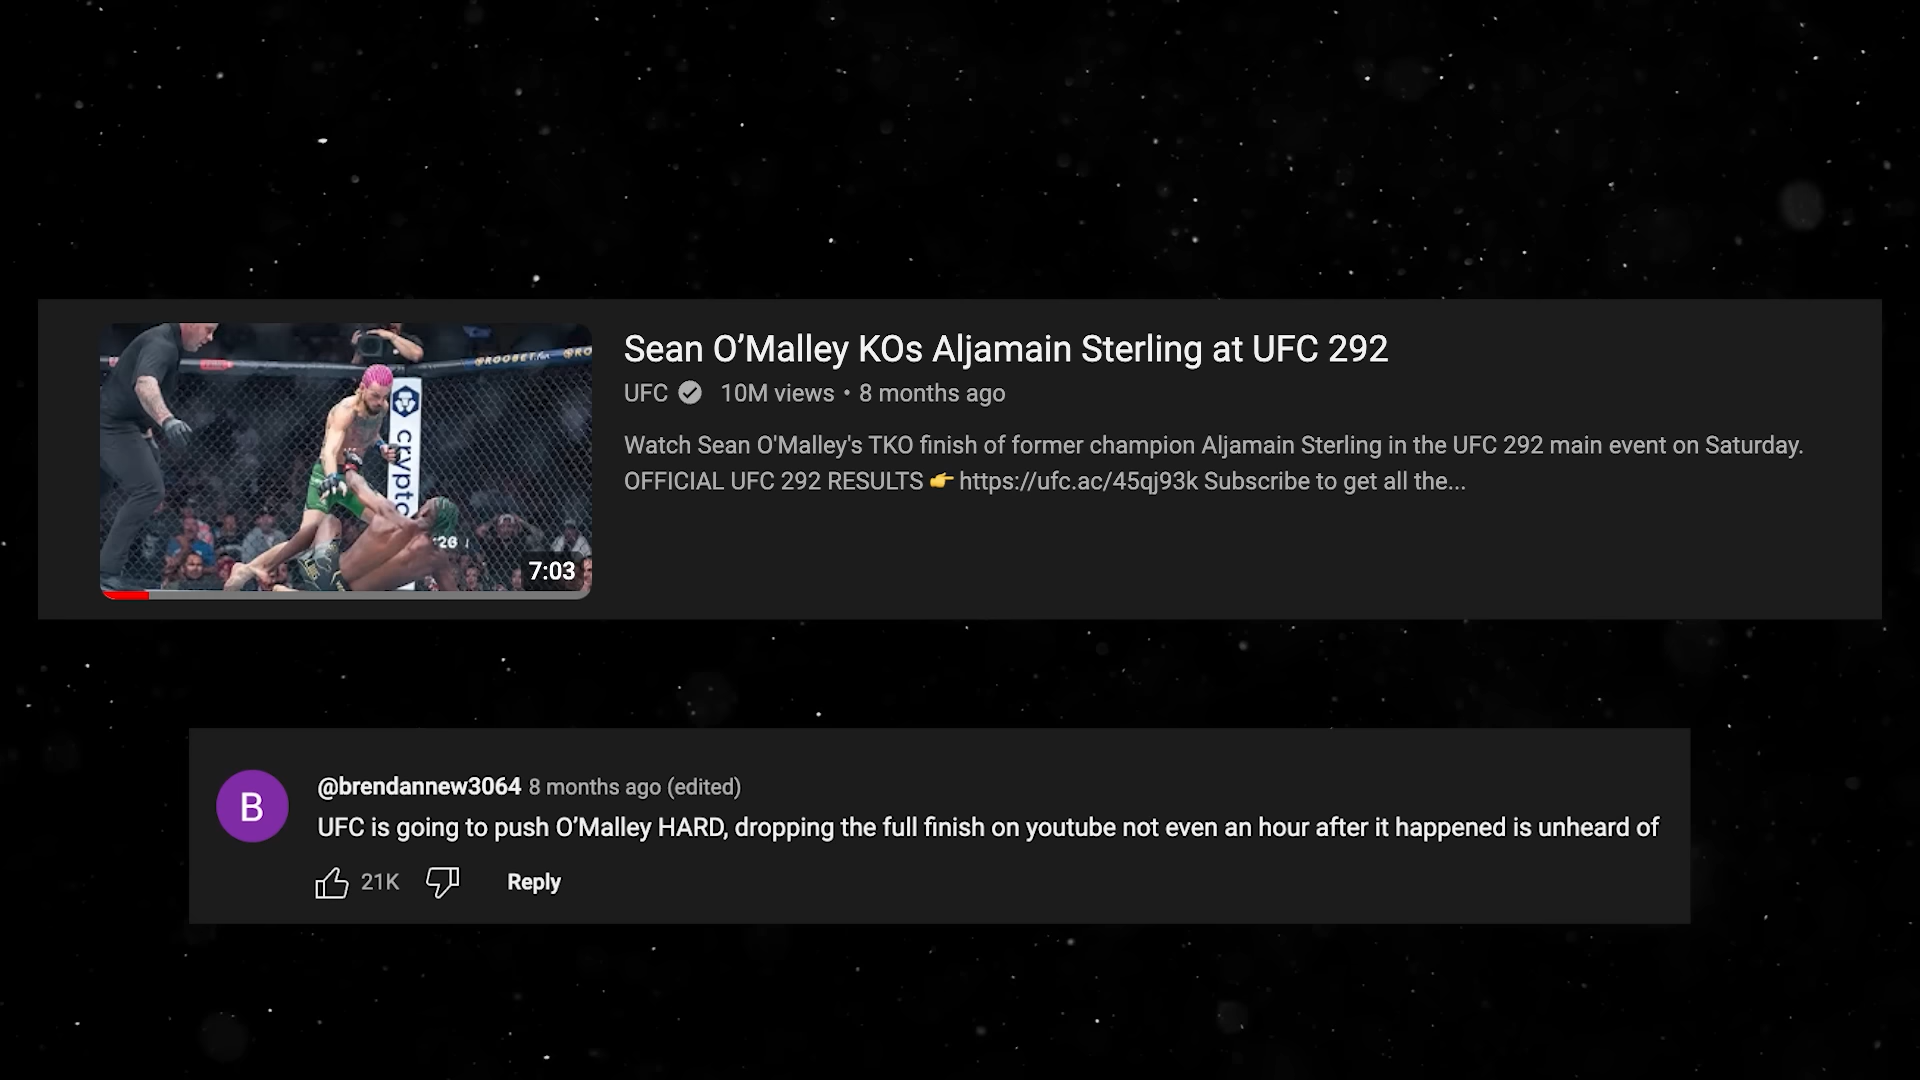 Sean O’Malley KOs Aljamain Sterling at UFC 292
UFC 10M views • 8 months ago
Watch Sean O'Malley's TKO finish of former champion Aljamain Sterling in the UFC 292 main event on Saturday.
OFFICIAL UFC 292 RESULTS 👉 https://ufc.ac/45qj93k Subscribe to get all the...
ROOBET
crypto
7:03
B
@brendannew3064 8 months ago (edited)
UFC is going to push O’Malley HARD, dropping the full finish on youtube not even an hour after it happened is unheard of
21K Reply